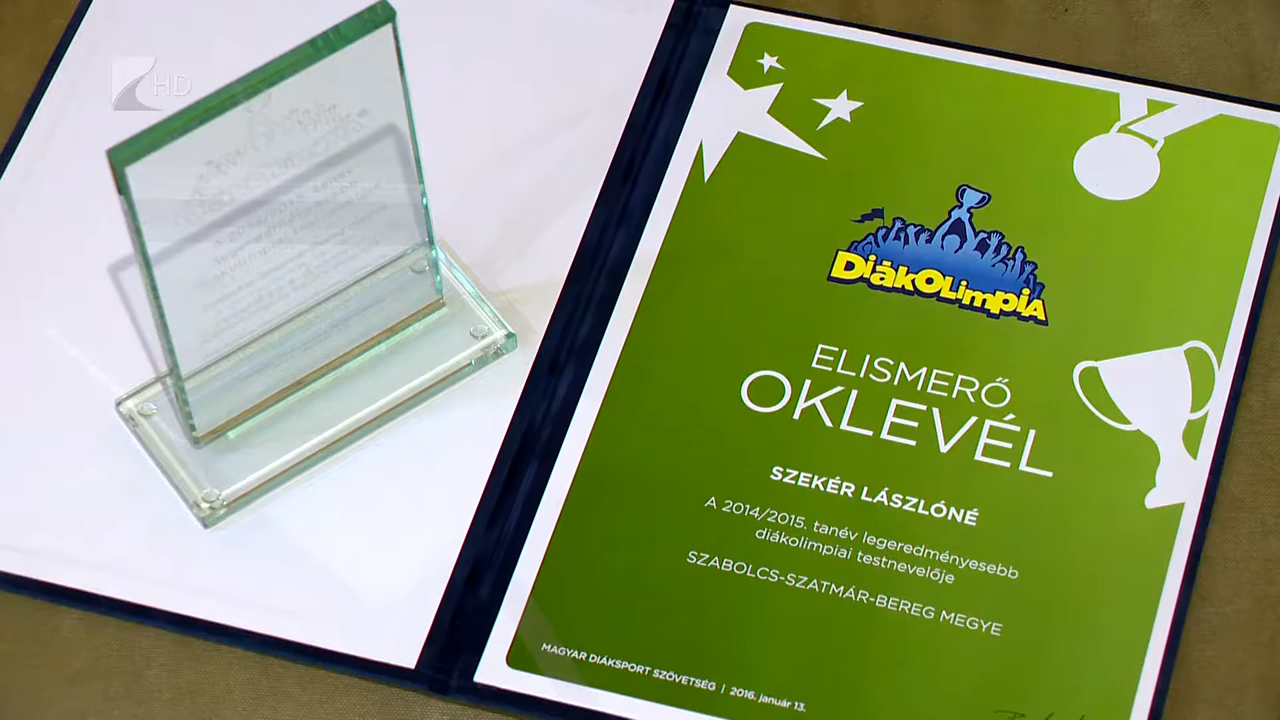 HD
DiákOLimpiA
ELISMERŐ
OKLEVÉL
SZEKÉR LÁSZLÓNÉ
A 2014/2015. tanév legeredményesebb
diákolimpiai testnevelője
SZABOLCS-SZATMÁR-BEREG MEGYE
MAGYAR DIÁKSPORT SZÖVETSÉG | 2016. január 13.